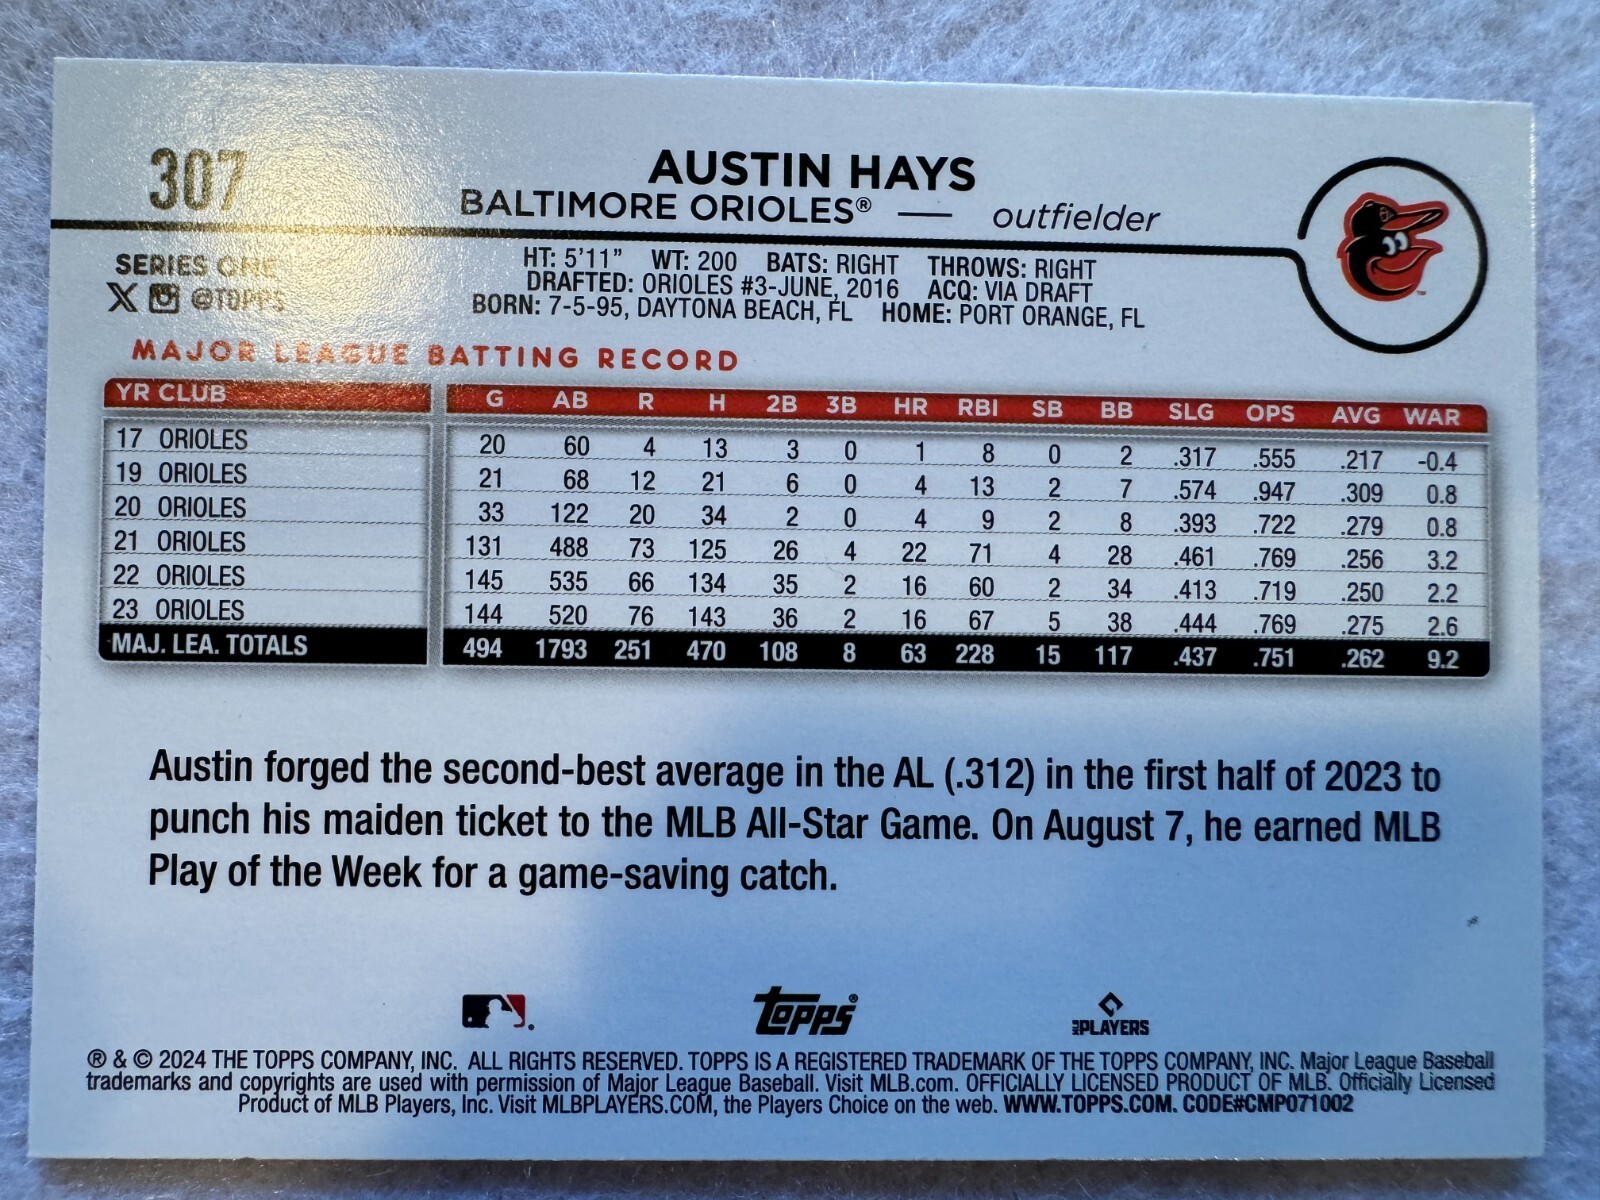 307
AUSTIN HAYS
BALTIMORE ORIOLES® — outfielder
SERIES ONE
@TOPPS
HT: 5'11" WT: 200 BATS: RIGHT THROWS: RIGHT
DRAFTED: ORIOLES #3-JUNE, 2016 ACQ: VIA DRAFT
BORN: 7-5-95, DAYTONA BEACH, FL HOME: PORT ORANGE, FL
MAJOR LEAGUE BATTING RECORD
YR CLUB G AB R H 2B 3B HR RBI SB BB SLG OPS AVG WAR
17 ORIOLES 20 60 4 13 3 0 1 8 0 2 .317 .555 .217 -0.4
19 ORIOLES 21 68 12 21 6 0 4 13 2 7 .574 .947 .309 0.8
20 ORIOLES 33 122 20 34 2 0 4 9 2 8 .393 .722 .279 0.8
21 ORIOLES 131 488 73 125 26 4 22 71 4 28 .461 .769 .256 3.2
22 ORIOLES 145 535 66 134 35 2 16 60 2 34 .413 .719 .250 2.2
23 ORIOLES 144 520 76 143 36 2 16 67 5 38 .444 .769 .275 2.6
MAJ. LEA. TOTALS 494 1793 251 470 108 8 63 228 15 117 .437 .751 .262 9.2
Austin forged the second-best average in the AL (.312) in the first half of 2023 to
punch his maiden ticket to the MLB All-Star Game. On August 7, he earned MLB
Play of the Week for a game-saving catch.
Topps®
MLB PLAYERS
® & © 2024 THE TOPPS COMPANY, INC. ALL RIGHTS RESERVED. TOPPS IS A REGISTERED TRADEMARK OF THE TOPPS COMPANY, INC. Major League Baseball
trademarks and copyrights are used with permission of Major League Baseball. Visit MLB.com. OFFICIALLY LICENSED PRODUCT OF MLB. Officially Licensed
Product of MLB Players, Inc. Visit MLBPLAYERS.COM, the Players Choice on the web. WWW.TOPPS.COM. CODE#CMP071002